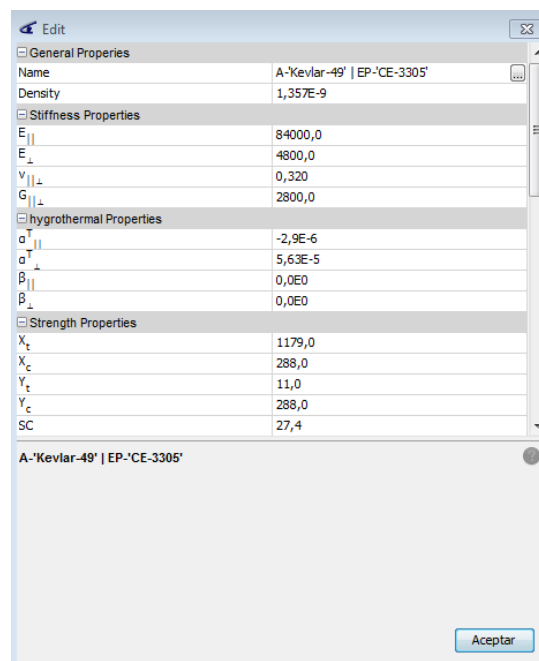 Edit
General Properies
Name A-'Kevlar-49' | EP-'CE-3305' ...
Density 1,357E-9
Stiffness Properties
E|| 84000,0
E⊥ 4800,0
ν||⊥ 0,320
G||⊥ 2800,0
hygrothermal Properties
αT|| -2,9E-6
αT⊥ 5,63E-5
β|| 0,0E0
β⊥ 0,0E0
Strength Properties
Xt 1179,0
Xc 288,0
Yt 11,0
Yc 288,0
SC 27,4
A-'Kevlar-49' | EP-'CE-3305' ?
Aceptar